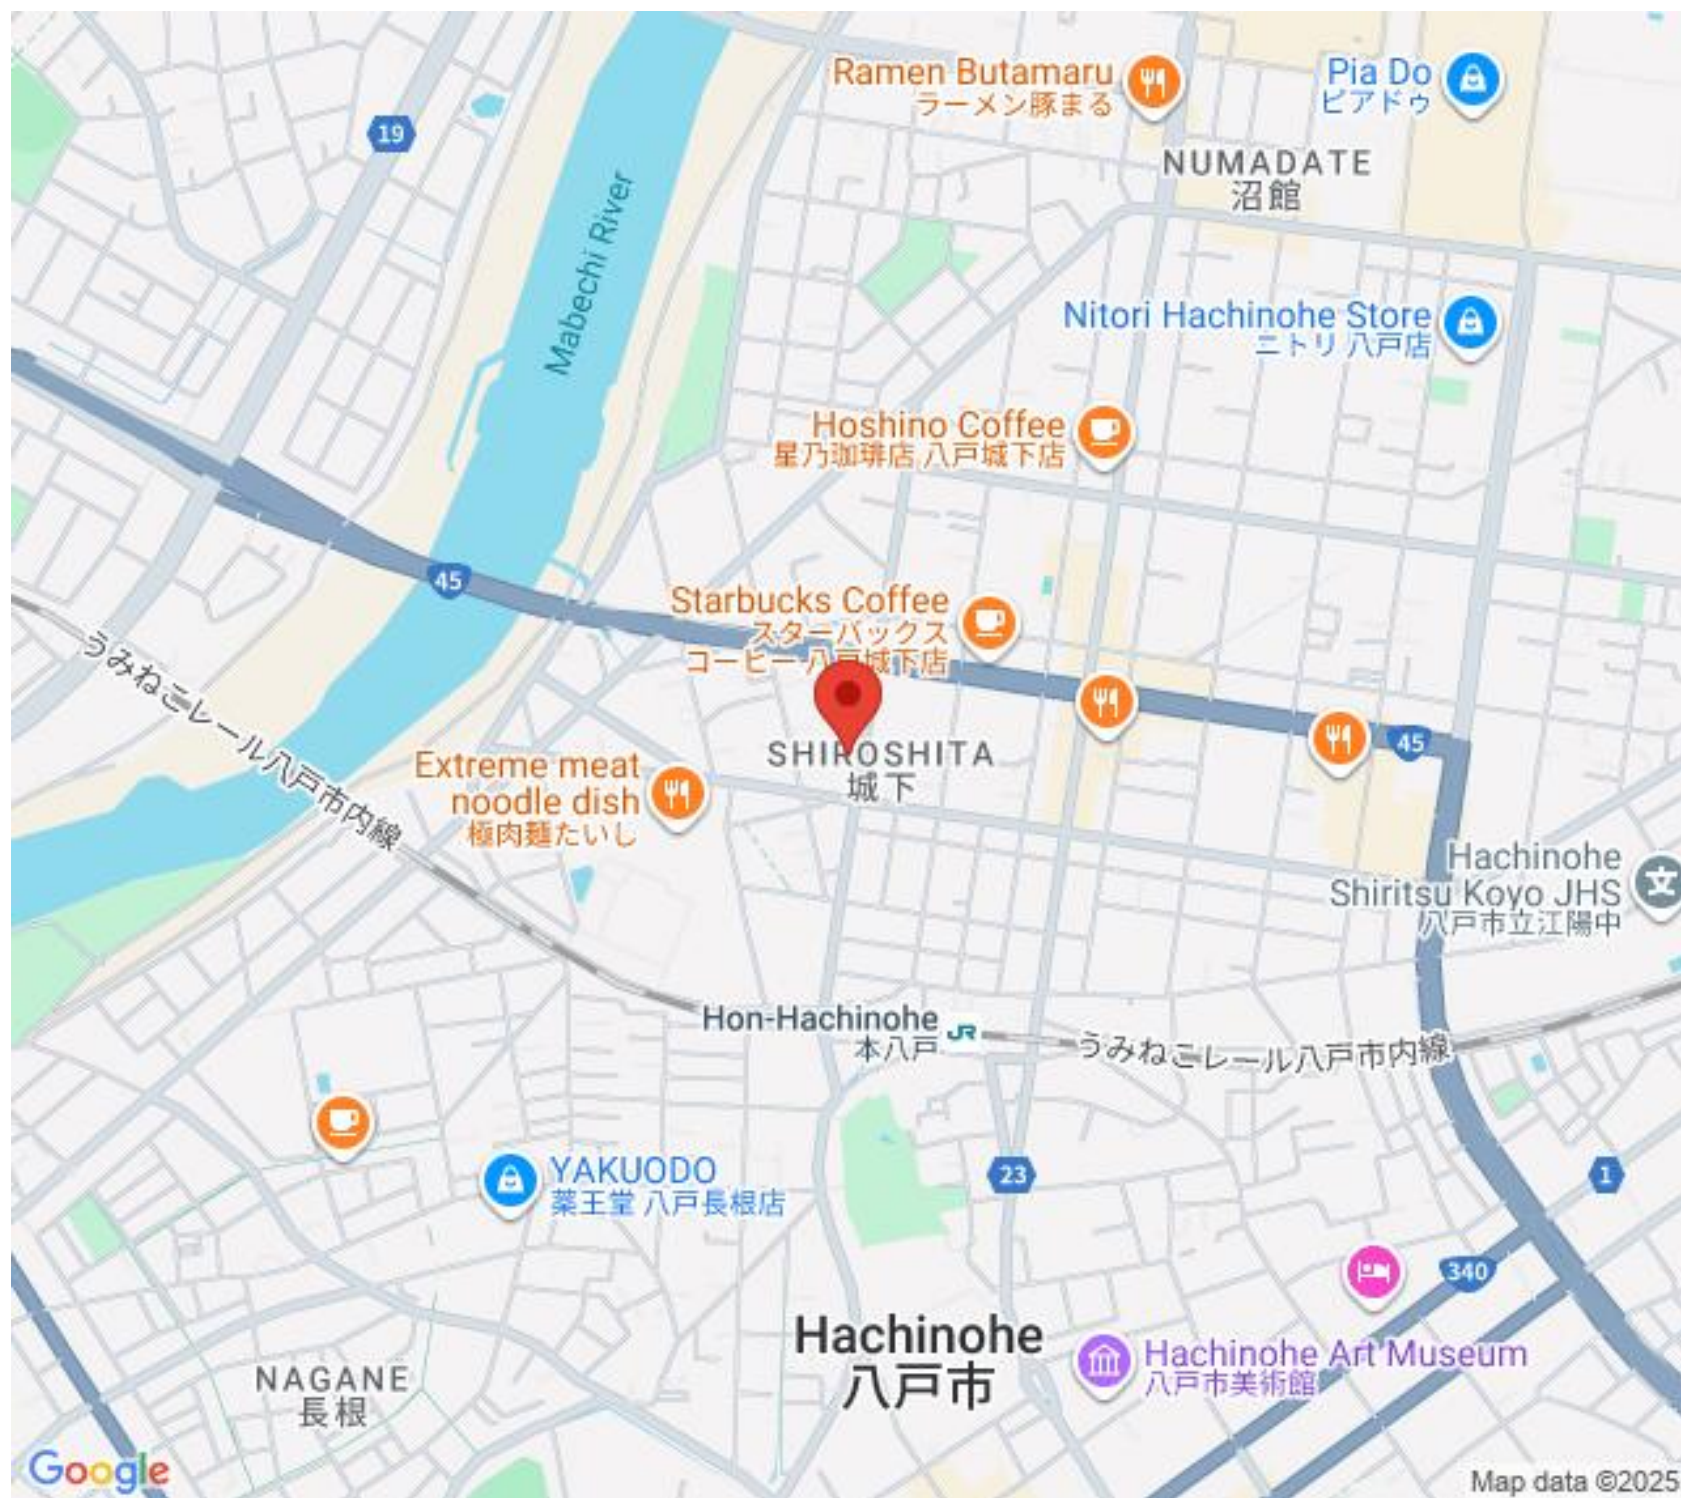 Ramen Butamaru
ラーメン豚まる
Pia Do
ピアドゥ
19
NUMADATE
沼館
Mabechi River
Nitori Hachinohe Store
ニトリ 八戸店
Hoshino Coffee
星乃珈琲店 八戸城下店
45
Starbucks Coffee
スターバックス
コーヒー 八戸城下店
うみねこレール八戸市内線
SHIROSHITA
城下
45
Extreme meat
noodle dish
極肉麺たいし
Hachinohe
Shiritsu Koyo JHS
八戸市立江陽中
文
Hon-Hachinohe
本八戸
JR
うみねこレール八戸市内線
YAKUODO
薬王堂 八戸長根店
23
1
340
Hachinohe
八戸市
Hachinohe Art Museum
八戸市美術館
NAGANE
長根
Google
Map data ©2025